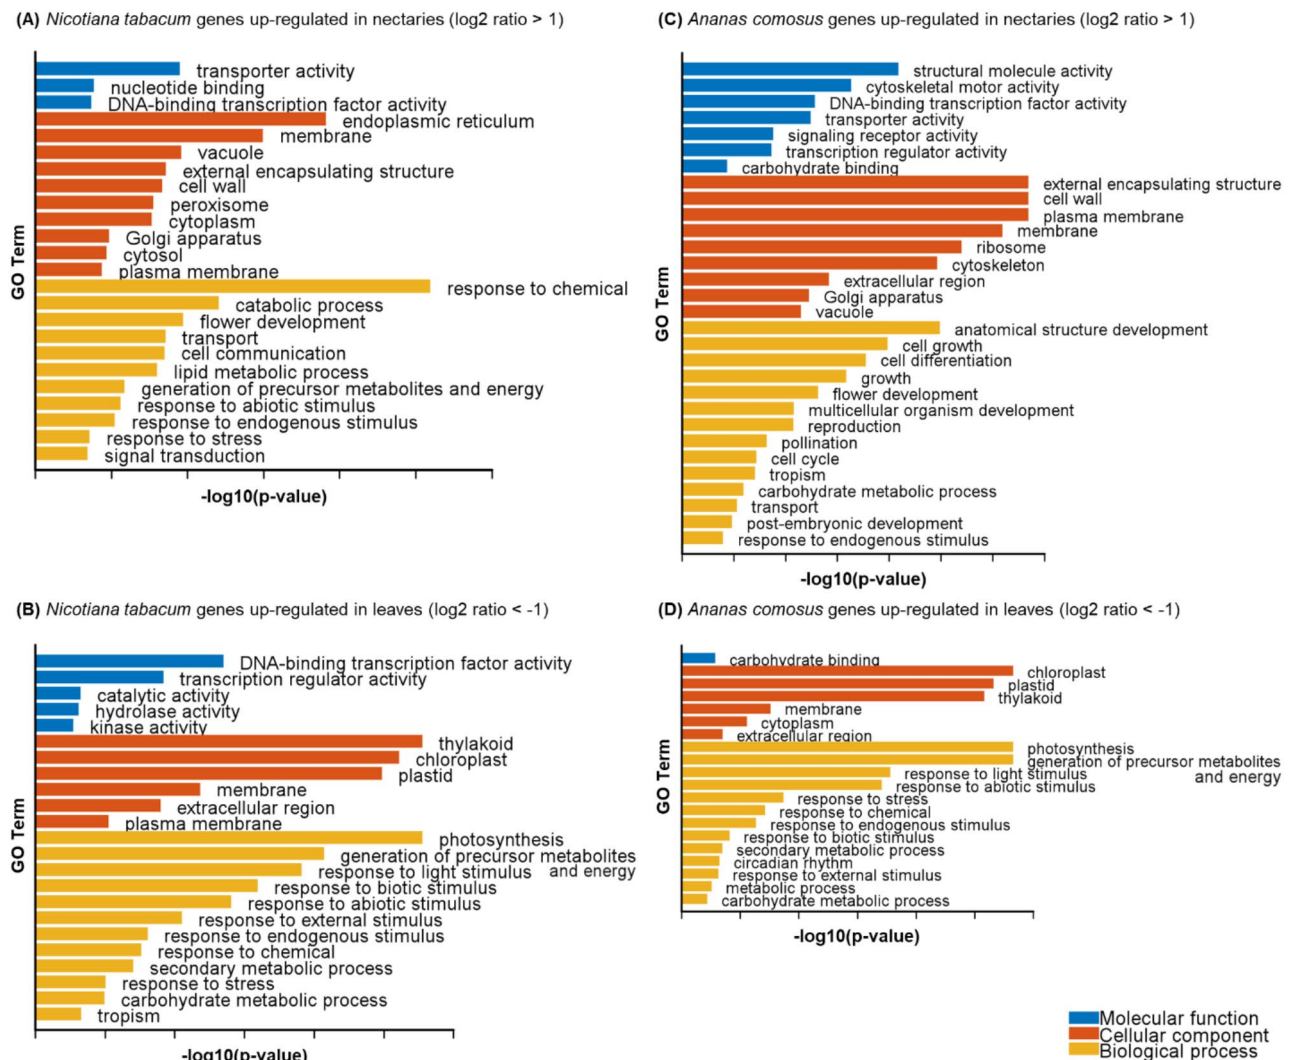 (A) Nicotiana tabacum genes up-regulated in nectaries (log2 ratio > 1)
transporter activity
nucleotide binding
DNA-binding transcription factor activity
endoplasmic reticulum
membrane
vacuole
external encapsulating structure
cell wall
peroxisome
cytoplasm
Golgi apparatus
cytosol
plasma membrane
response to chemical
catabolic process
flower development
transport
cell communication
lipid metabolic process
generation of precursor metabolites and energy
response to abiotic stimulus
response to endogenous stimulus
response to stress
signal transduction
GO Term
-log10(p-value)
(C) Ananas comosus genes up-regulated in nectaries (log2 ratio > 1)
structural molecule activity
cytoskeletal motor activity
DNA-binding transcription factor activity
transporter activity
signaling receptor activity
transcription regulator activity
carbohydrate binding
external encapsulating structure
cell wall
plasma membrane
membrane
ribosome
cytoskeleton
extracellular region
Golgi apparatus
vacuole
anatomical structure development
cell growth
cell differentiation
growth
flower development
multicellular organism development
reproduction
pollination
cell cycle
tropism
carbohydrate metabolic process
transport
post-embryonic development
response to endogenous stimulus
GO Term
-log10(p-value)
(B) Nicotiana tabacum genes up-regulated in leaves (log2 ratio < -1)
DNA-binding transcription factor activity
transcription regulator activity
catalytic activity
hydrolase activity
kinase activity
thylakoid
chloroplast
plastid
membrane
extracellular region
plasma membrane
photosynthesis
generation of precursor metabolites
and energy
response to light stimulus
response to biotic stimulus
response to abiotic stimulus
response to external stimulus
response to endogenous stimulus
response to chemical
secondary metabolic process
response to stress
carbohydrate metabolic process
tropism
GO Term
-log10(p-value)
(D) Ananas comosus genes up-regulated in leaves (log2 ratio < -1)
carbohydrate binding
chloroplast
plastid
thylakoid
membrane
cytoplasm
extracellular region
photosynthesis
generation of precursor metabolites
and energy
response to light stimulus
response to abiotic stimulus
response to stress
response to chemical
response to endogenous stimulus
response to biotic stimulus
secondary metabolic process
circadian rhythm
response to external stimulus
metabolic process
carbohydrate metabolic process
GO Term
-log10(p-value)
Molecular function
Cellular component
Biological process